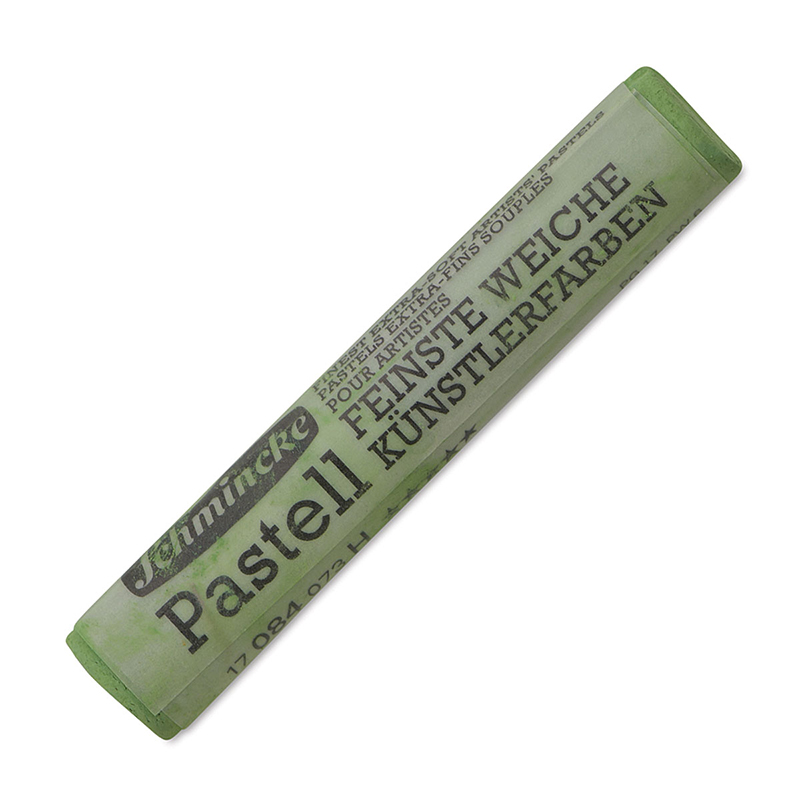 FINEST EXTRA-SOFT ARTISTS' PASTELS
PASTELS EXTRA-FINS SOUPLES
POUR ARTISTES
FEINSTE WEICHE
KÜNSTLERFARBEN
Schmincke
Pastell
17 084 073 H ★★★★★